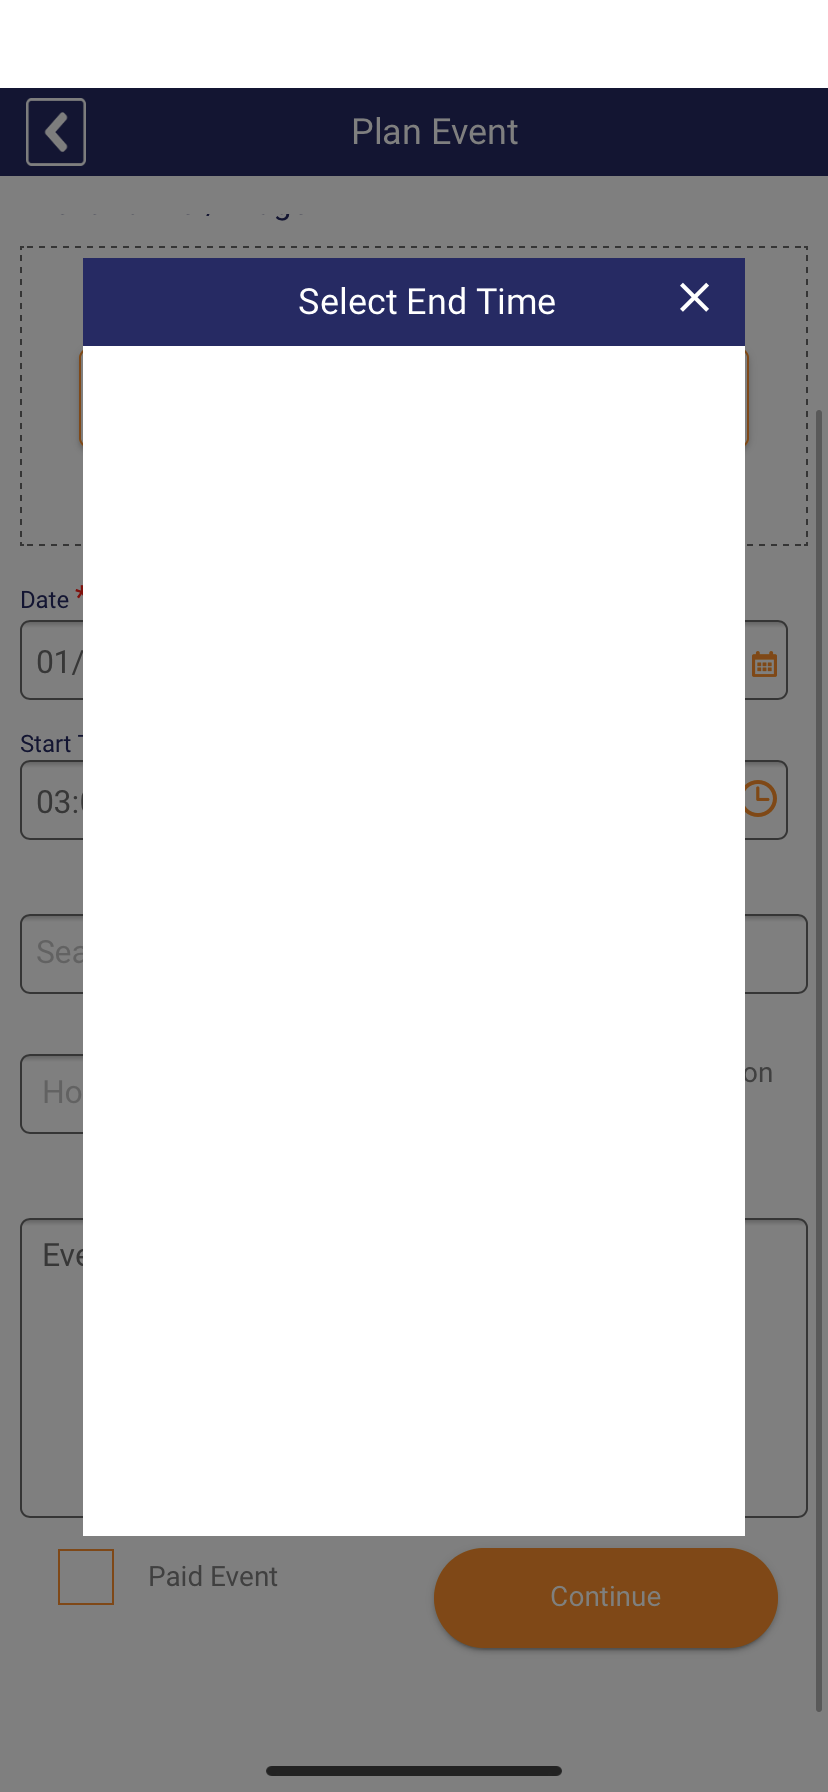 Plan Event
Select End Time
Date *
01/
Start
03:
Sea
Ho
on
Eve
Paid Event
Continue